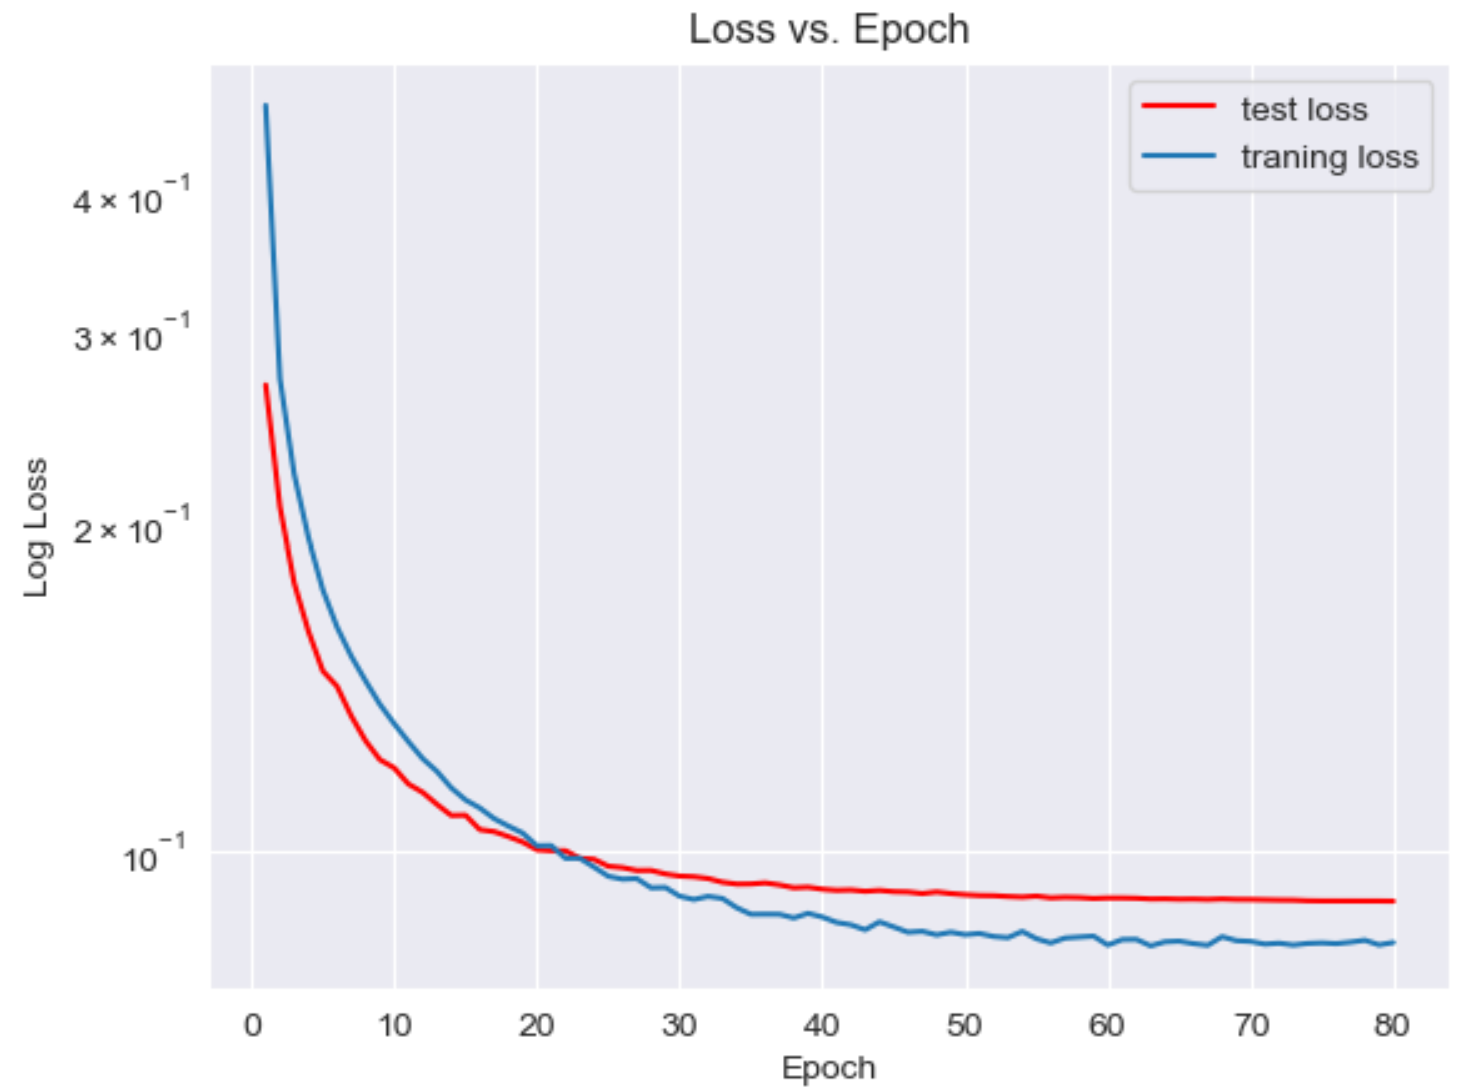 Loss vs. Epoch
test loss
traning loss
4 × 10⁻¹
3 × 10⁻¹
2 × 10⁻¹
10⁻¹
Log Loss
0 10 20 30 40 50 60 70 80
Epoch